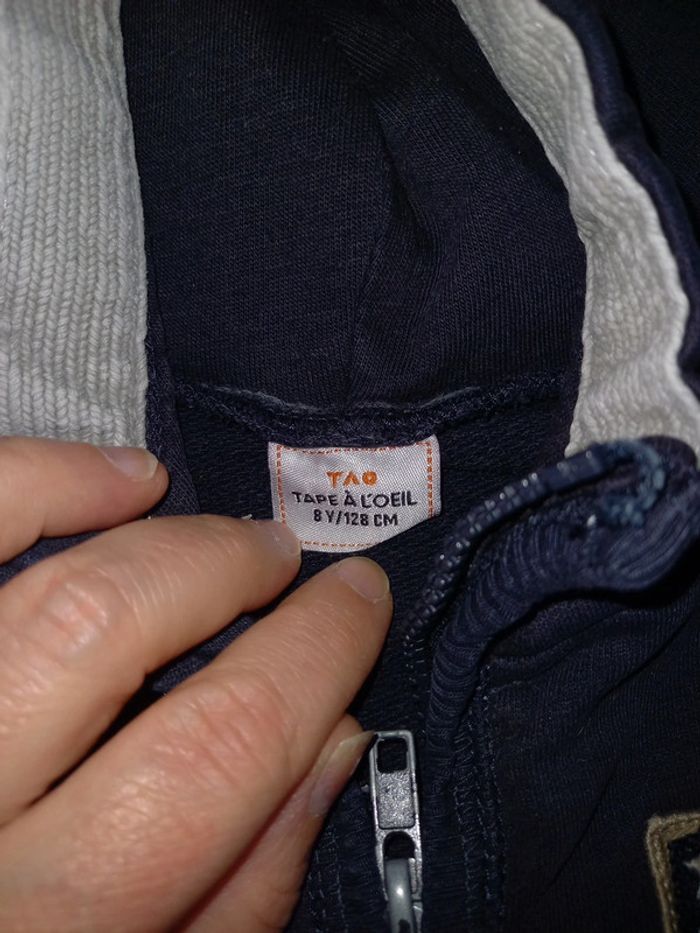 TAO
TAPE À L'OEIL
8 Y/128 CM